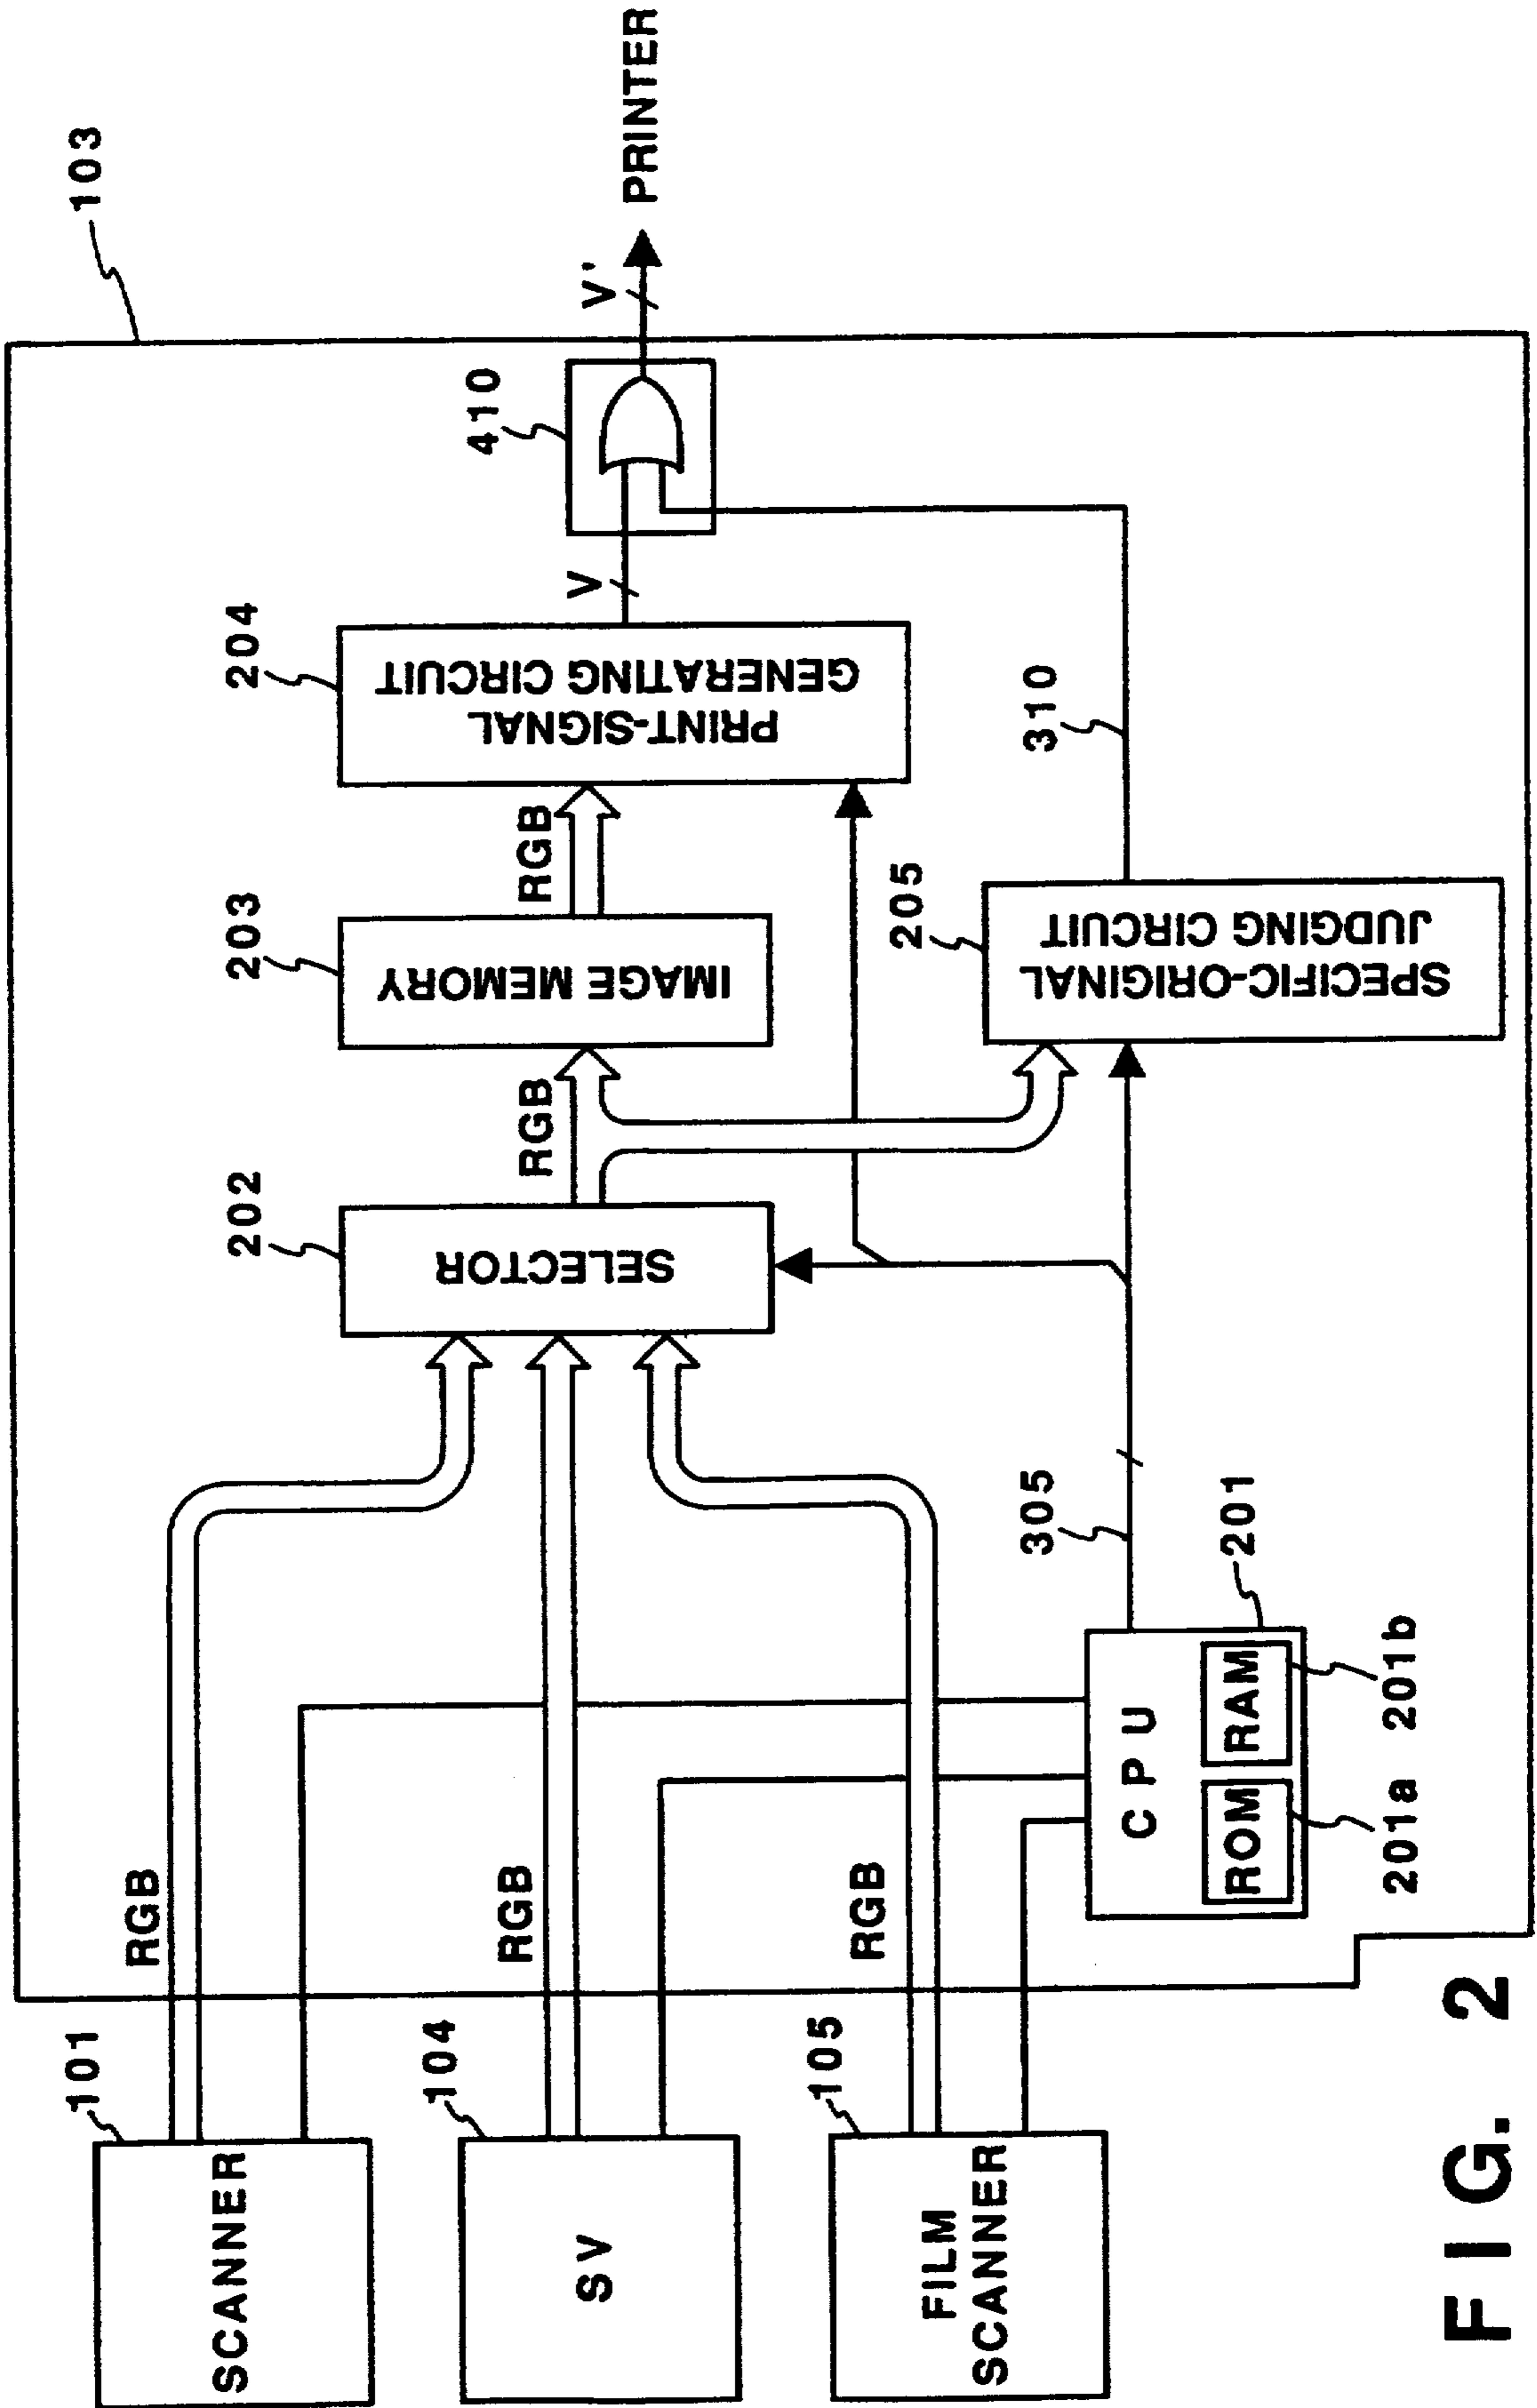 103
101
SCANNER
RGB
104
SV
RGB
105
FILM
SCANNER
RGB
202
SELECTOR
RGB
203
IMAGE MEMORY
RGB
204
PRINT-SIGNAL
GENERATING CIRCUIT
V
410
V'
PRINTER
205
SPECIFIC-ORIGINAL
JUDGING CIRCUIT
310
305
201
CPU
ROM
RAM
201a
201b
FIG. 2